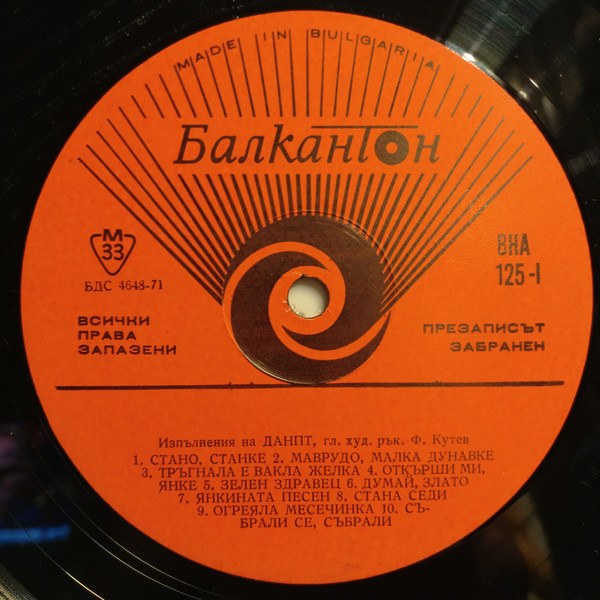 MADE IN BULGARIA
Балкантон
М
33
БДС 4648-71
ВНА
125-I
ВСИЧКИ
ПРАВА
ЗАПАЗЕНИ
ПРЕЗАПИСЪТ
ЗАБРАНЕН
Изпълнения на ДАНПТ, гл. худ. рък. Ф. Кутев
1. СТАНО, СТАНКЕ 2. МАВРУДО, МАЛКА ДУНАВКЕ
3. ТРЪГНАЛА Е ВАКЛА ЖЕЛКА 4. ОТКЪРШИ МИ,
ЯНКЕ 5. ЗЕЛЕН ЗДРАВЕЦ 6. ДУМАЙ, ЗЛАТО
7. ЯНКИНАТА ПЕСЕН 8. СТАНА СЕДИ
9. ОГРЕЯЛА МЕСЕЧИНКА 10. СЪ-
БРАЛИ СЕ, СЪБРАЛИ